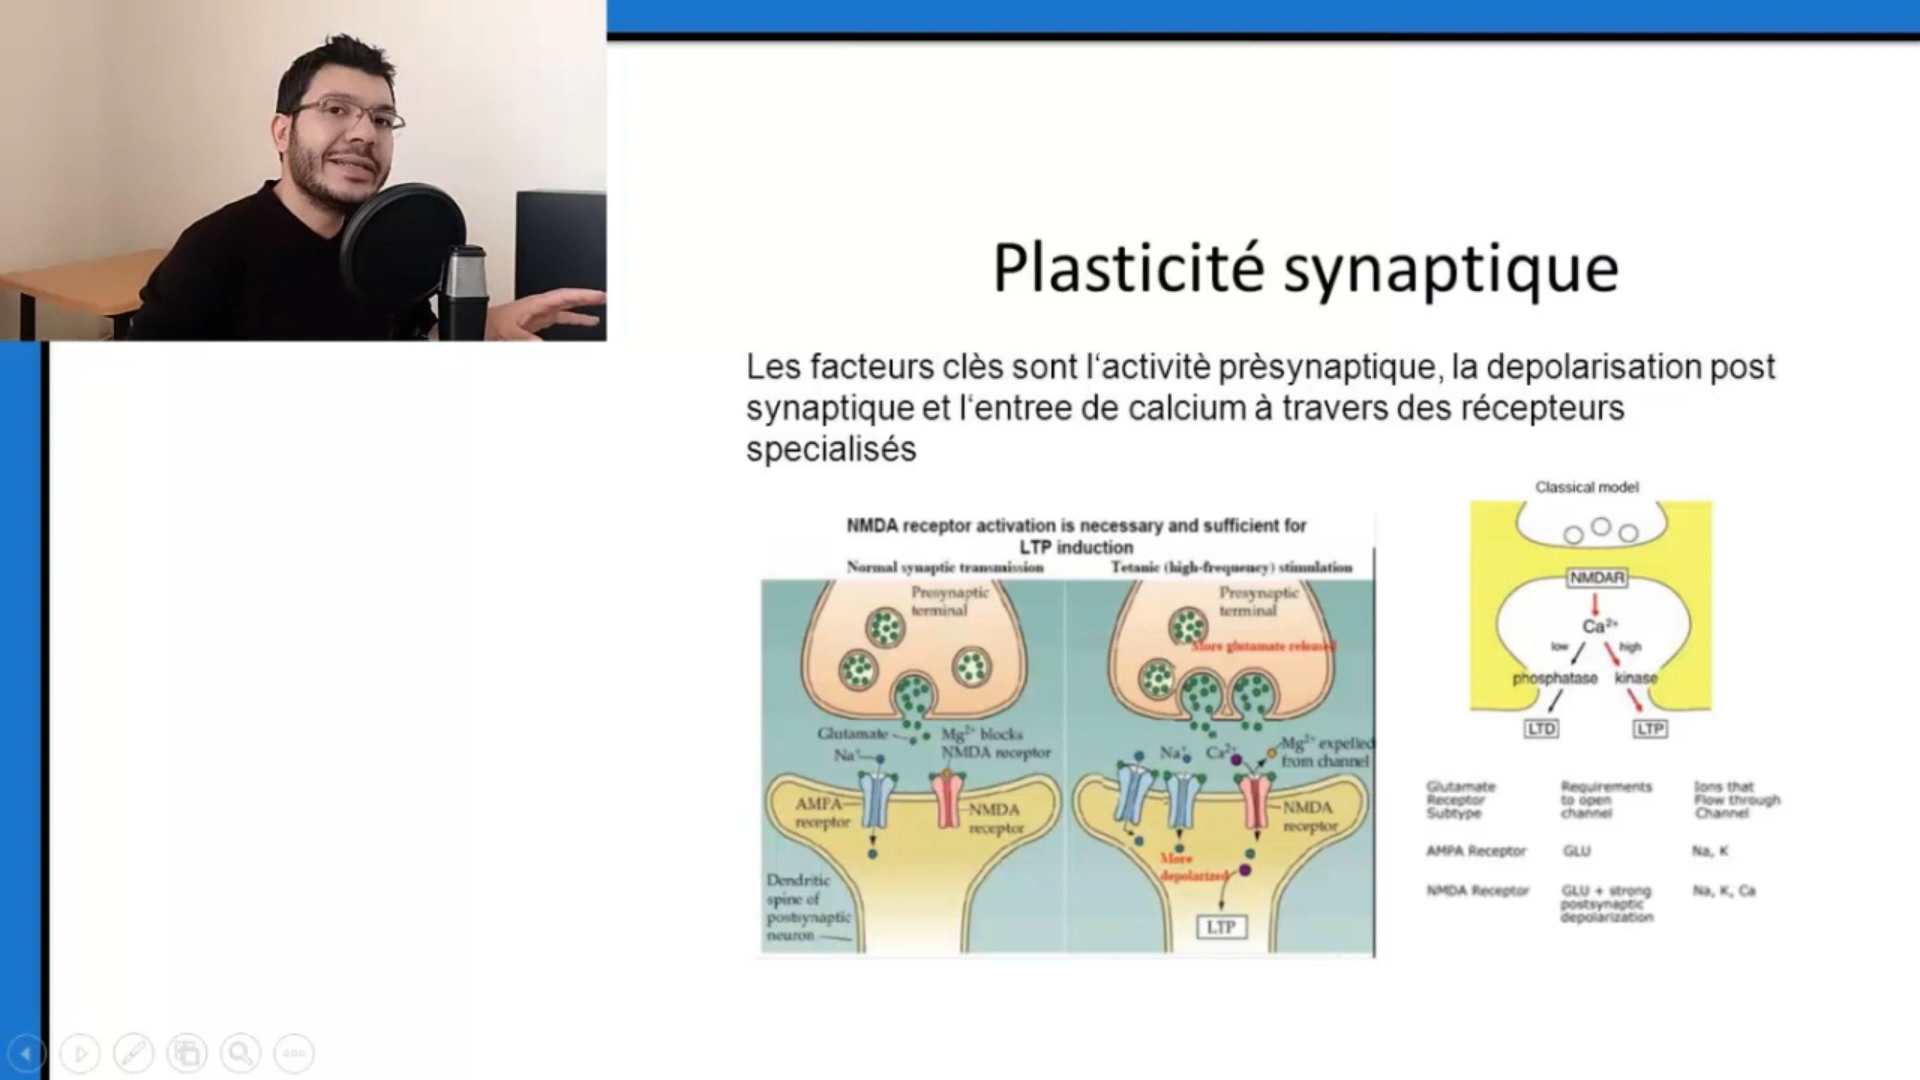 Plasticité synaptique
Les facteurs clès sont l‘activitè prèsynaptique, la depolarisation post
synaptique et l‘entree de calcium à travers des récepteurs
specialisés
NMDA receptor activation is necessary and sufficient for
LTP induction
Normal synaptic transmission
Presynaptic
terminal
Glutamate
Mg²⁺ blocks
NMDA receptor
Na⁺
AMPA
receptor
NMDA
receptor
Dendritic
spine of
postsynaptic
neuron
Tetanic (high-frequency) stimulation
Presynaptic
terminal
More glutamate released
Na⁺
Ca²⁺
Mg²⁺ expelled
from channel
NMDA
receptor
More
depolarized
LTP
Classical model
NMDAR
Ca²⁺
low high
phosphatase kinase
LTD LTP
Glutamate
Receptor
Subtype
Requirements
to open
channel
Ions that
Flow through
Channel
AMPA Receptor GLU Na, K
NMDA Receptor GLU + strong Na, K, Ca
postsynaptic
depolarization